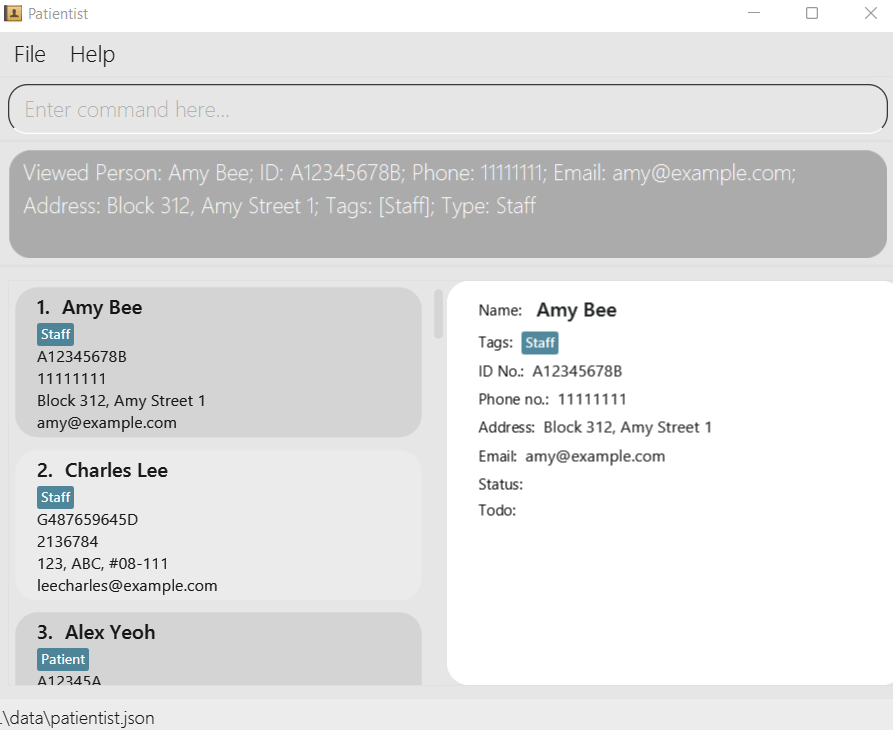 Patientist
File Help
Enter command here...
Viewed Person: Amy Bee; ID: A12345678B; Phone: 11111111; Email: amy@example.com;
Address: Block 312, Amy Street 1; Tags: [Staff]; Type: Staff
1. Amy Bee
Staff
A12345678B
11111111
Block 312, Amy Street 1
amy@example.com
2. Charles Lee
Staff
G487659645D
2136784
123, ABC, #08-111
leecharles@example.com
3. Alex Yeoh
Patient
A12345A
Name: Amy Bee
Tags: Staff
ID No.: A12345678B
Phone no.: 11111111
Address: Block 312, Amy Street 1
Email: amy@example.com
Status:
Todo:
.\data\patientist.json